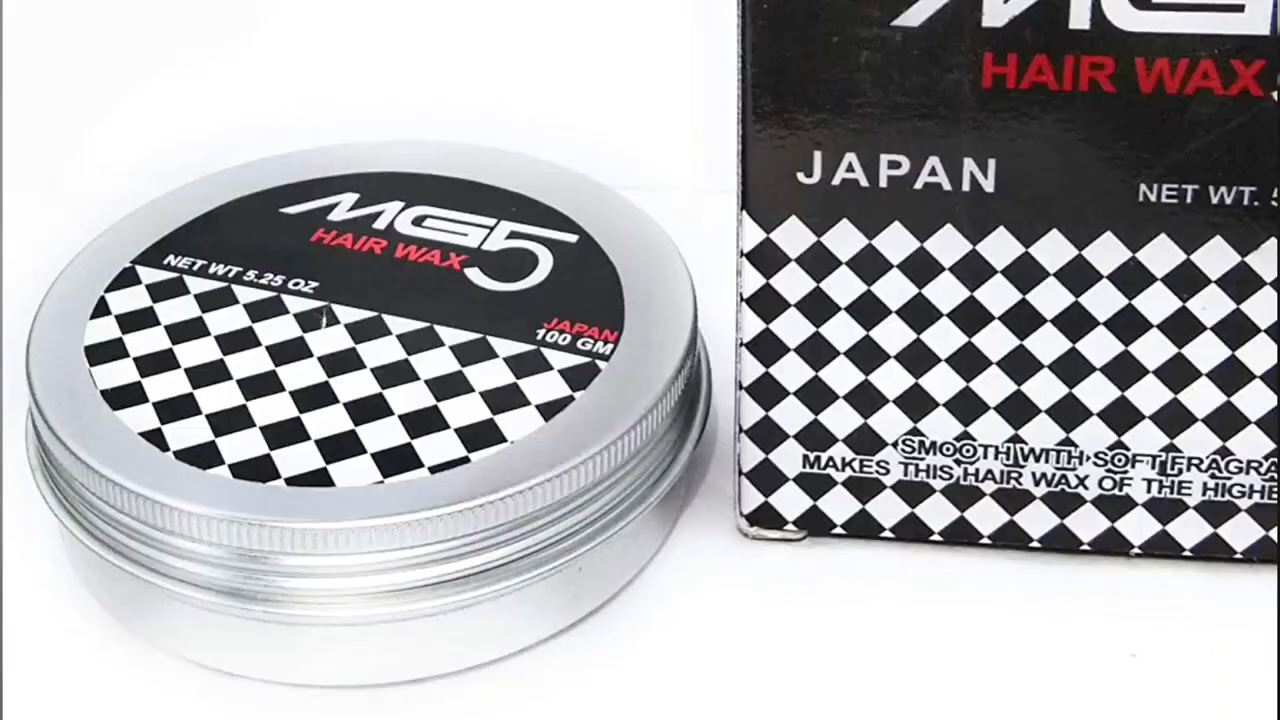 MG5
HAIR WAX
NET WT 5.25 OZ
JAPAN
100 GM
HAIR WAX
JAPAN
NET WT.
SMOOTH WITH SOFT
MAKES THIS HAIR WAX OF THE